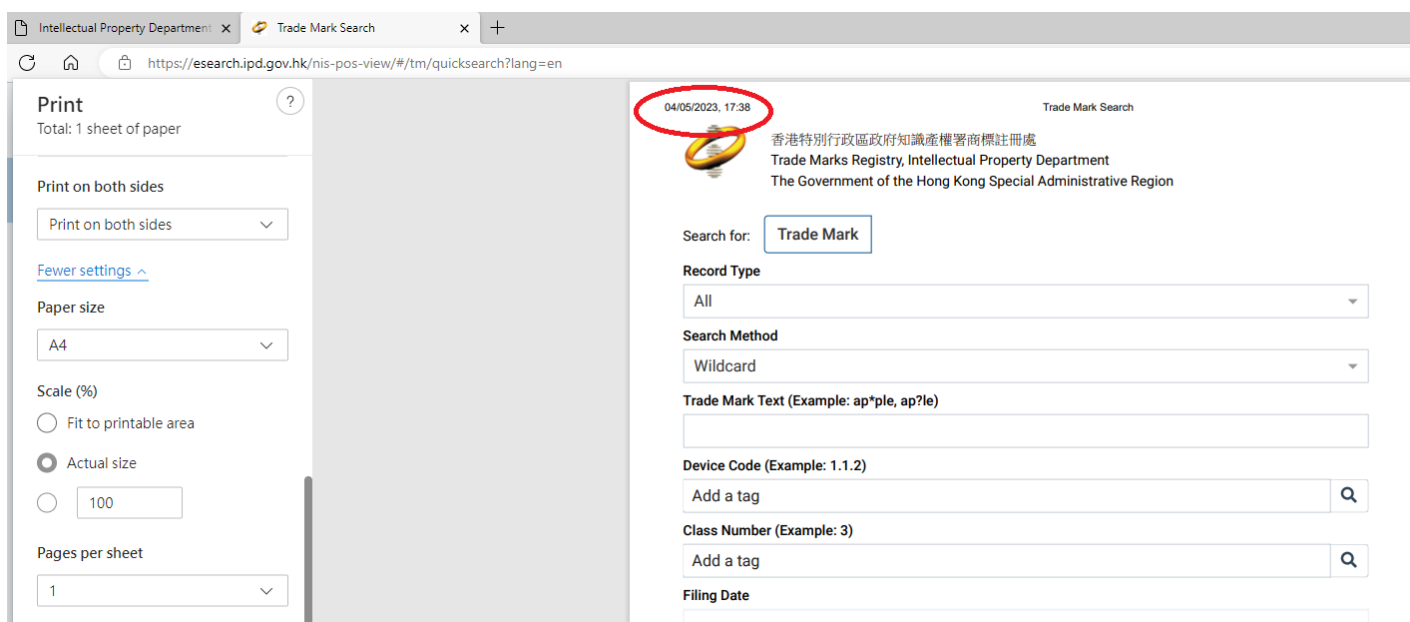 Intellectual Property Department
Trade Mark Search
https://esearch.ipd.gov.hk/nis-pos-view/#/tm/quicksearch?lang=en
Print
?
Total: 1 sheet of paper
Print on both sides
Print on both sides
Fewer settings
Paper size
A4
Scale (%)
Fit to printable area
Actual size
100
Pages per sheet
1
04/05/2023, 17:38
Trade Mark Search
香港特別行政區政府知識產權署商標註冊處
Trade Marks Registry, Intellectual Property Department
The Government of the Hong Kong Special Administrative Region
Search for:
Trade Mark
Record Type
All
Search Method
Wildcard
Trade Mark Text (Example: ap*ple, ap?le)
Device Code (Example: 1.1.2)
Add a tag
Class Number (Example: 3)
Add a tag
Filing Date